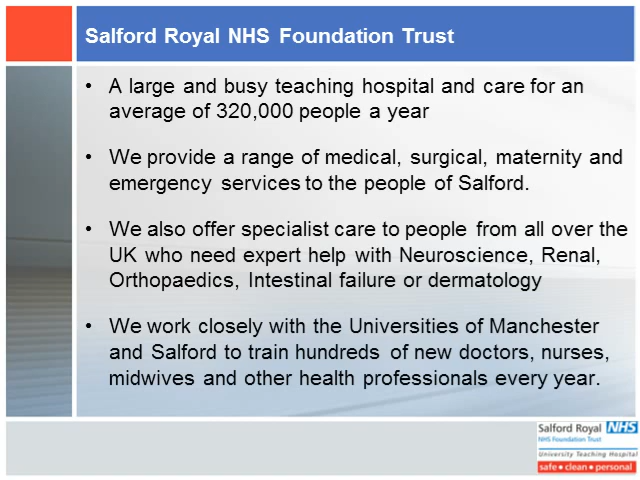 Salford Royal NHS Foundation Trust
• A large and busy teaching hospital and care for an
average of 320,000 people a year
• We provide a range of medical, surgical, maternity and
emergency services to the people of Salford.
• We also offer specialist care to people from all over the
UK who need expert help with Neuroscience, Renal,
Orthopaedics, Intestinal failure or dermatology
• We work closely with the Universities of Manchester
and Salford to train hundreds of new doctors, nurses,
midwives and other health professionals every year.
Salford Royal NHS
NHS Foundation Trust
University Teaching Hospital
safe • clean • personal